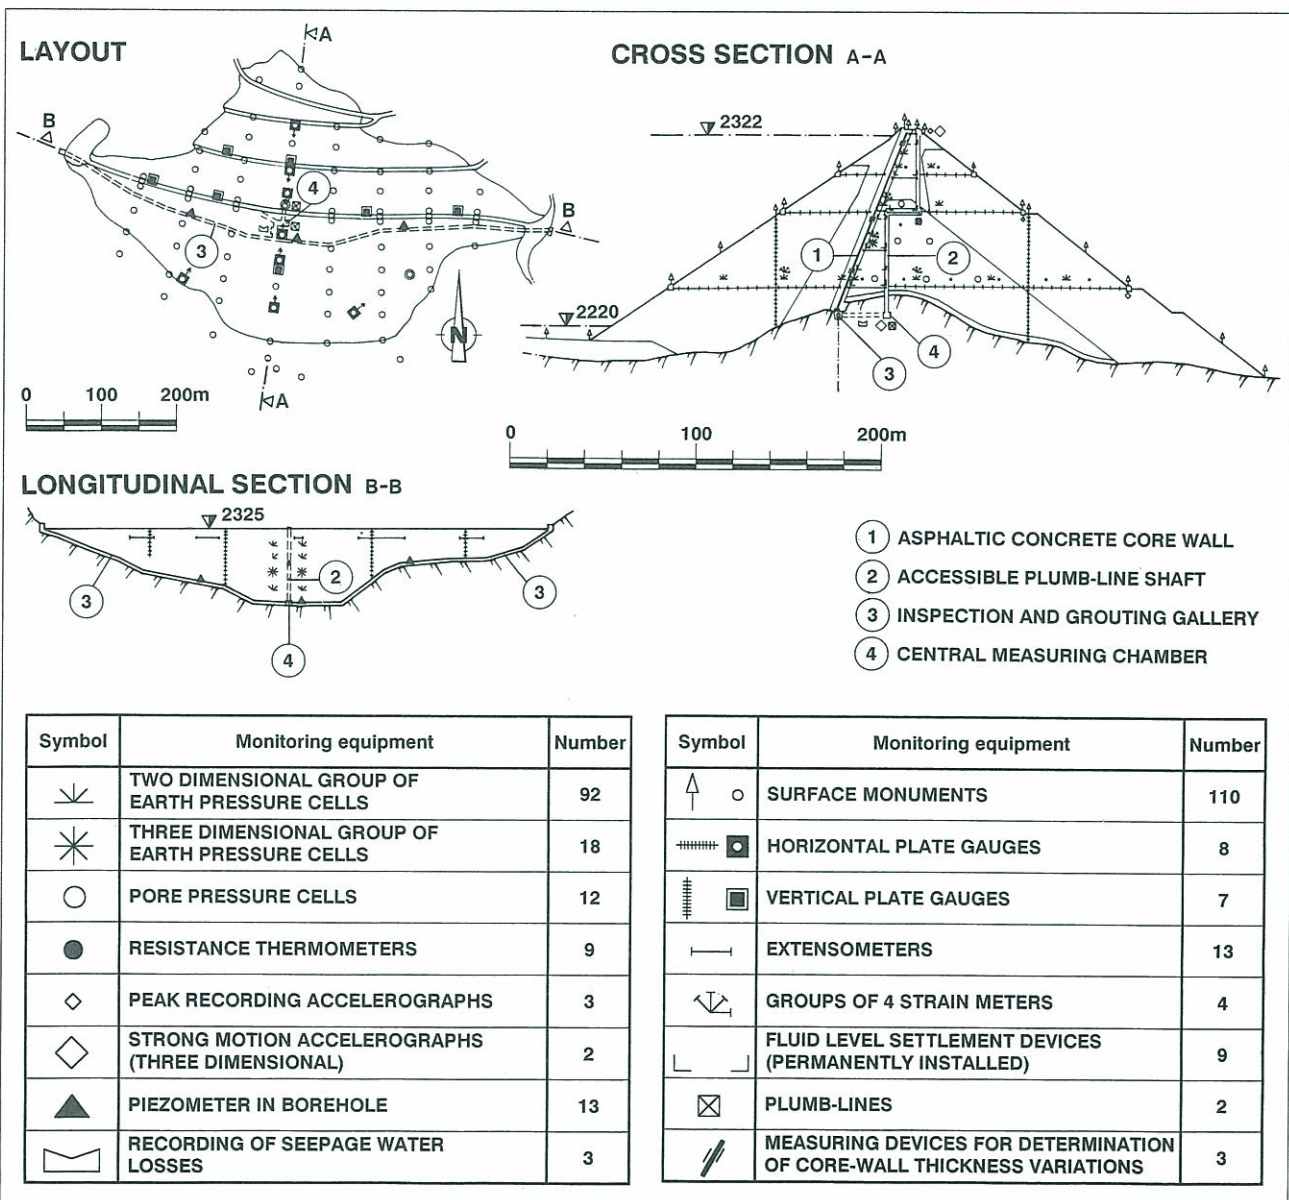 LAYOUT
A
B
4
3
B
N
A
0 100 200m
CROSS SECTION A-A
2322
1
2
2220
4
3
0 100 200m
LONGITUDINAL SECTION B-B
2325
2
3
3
4
1 ASPHALTIC CONCRETE CORE WALL
2 ACCESSIBLE PLUMB-LINE SHAFT
3 INSPECTION AND GROUTING GALLERY
4 CENTRAL MEASURING CHAMBER
Symbol Monitoring equipment Number
TWO DIMENSIONAL GROUP OF
EARTH PRESSURE CELLS 92
THREE DIMENSIONAL GROUP OF
EARTH PRESSURE CELLS 18
PORE PRESSURE CELLS 12
RESISTANCE THERMOMETERS 9
PEAK RECORDING ACCELEROGRAPHS 3
STRONG MOTION ACCELEROGRAPHS
(THREE DIMENSIONAL) 2
PIEZOMETER IN BOREHOLE 13
RECORDING OF SEEPAGE WATER
LOSSES 3
Symbol Monitoring equipment Number
SURFACE MONUMENTS 110
HORIZONTAL PLATE GAUGES 8
VERTICAL PLATE GAUGES 7
EXTENSOMETERS 13
GROUPS OF 4 STRAIN METERS 4
FLUID LEVEL SETTLEMENT DEVICES
(PERMANENTLY INSTALLED) 9
PLUMB-LINES 2
MEASURING DEVICES FOR DETERMINATION
OF CORE-WALL THICKNESS VARIATIONS 3